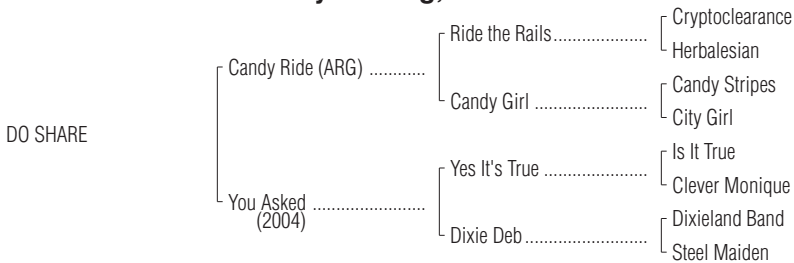 Cryptoclearance
Ride the Rails
Herbalesian
Candy Ride (ARG)
Candy Stripes
Candy Girl
City Girl
DO SHARE
Is It True
Yes It's True
Clever Monique
You Asked
(2004)
Dixieland Band
Dixie Deb
Steel Maiden